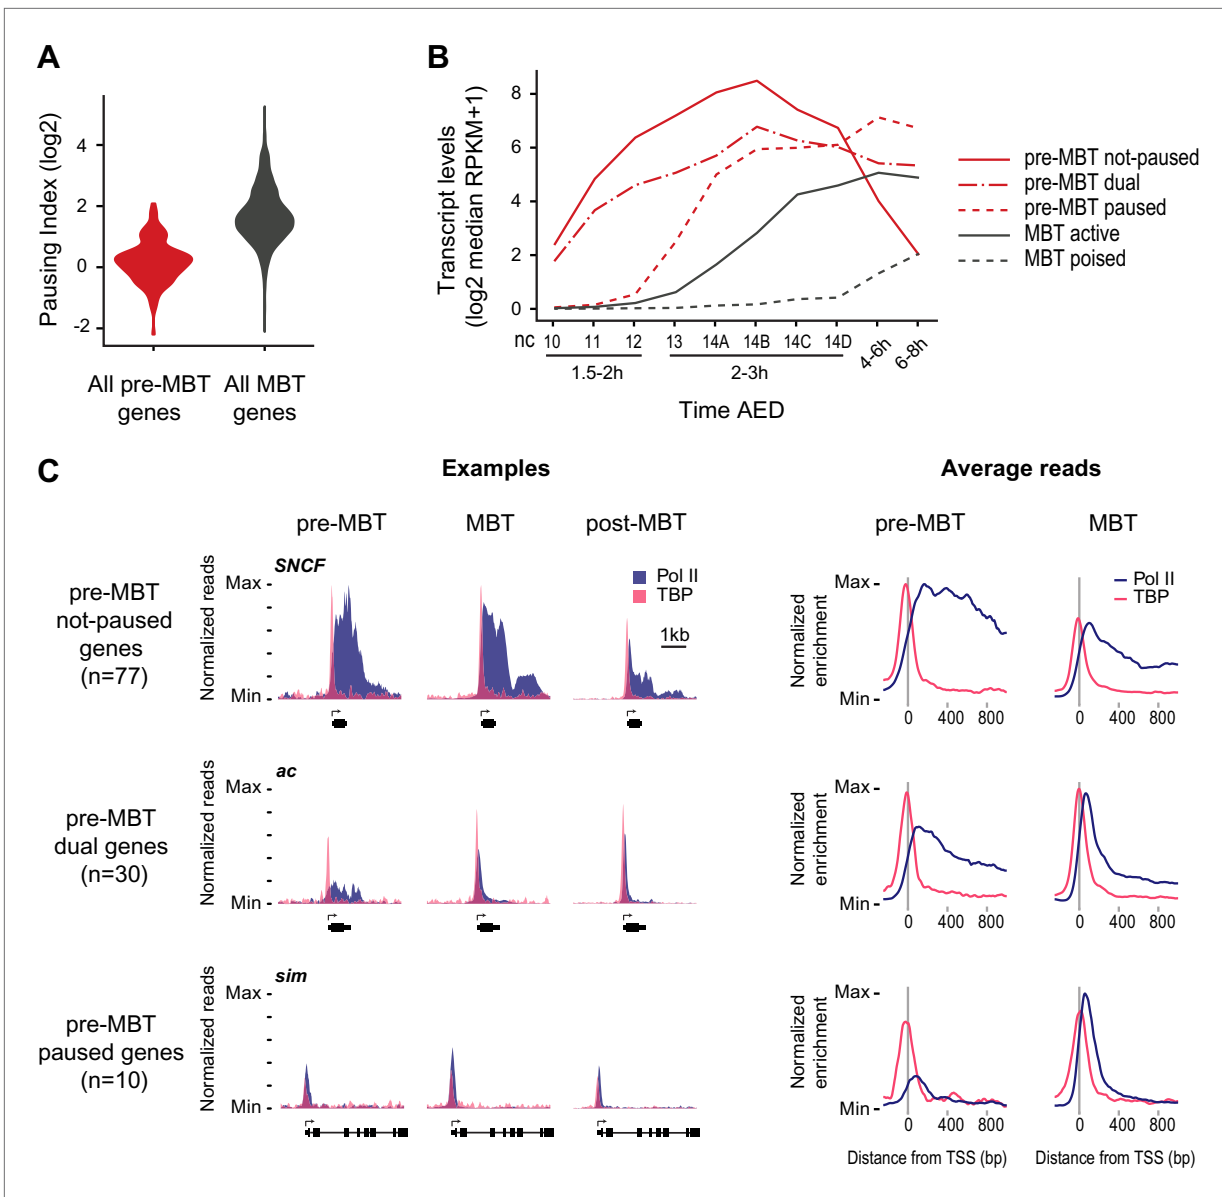 A
Pausing Index (log2)
4
2
0
-2
All pre-MBT
genes
All MBT
genes
B
Transcript levels
(log2 median RPKM+1)
8
6
4
2
0
nc 10 11 12 13 14A 14B 14C 14D 4-6h 6-8h
1.5-2h 2-3h
Time AED
pre-MBT not-paused
pre-MBT dual
pre-MBT paused
MBT active
MBT poised
C
Examples
Average reads
pre-MBT MBT post-MBT
pre-MBT MBT
pre-MBT
not-paused
genes
(n=77)
Normalized reads
Max
Min
SNCF
Pol II
TBP
1kb
Normalized
enrichment
Max
Min
0 400 800
0 400 800
Pol II
TBP
pre-MBT
dual genes
(n=30)
Normalized reads
Max
Min
ac
Normalized
enrichment
Max
Min
0 400 800
0 400 800
pre-MBT
paused genes
(n=10)
Normalized reads
Max
Min
sim
Normalized
enrichment
Max
Min
0 400 800
0 400 800
Distance from TSS (bp)
Distance from TSS (bp)